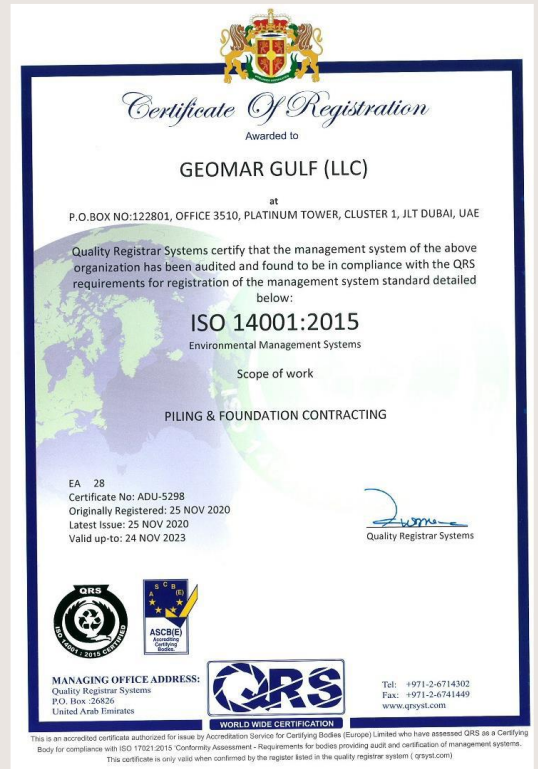 Certificate Of Registration
Awarded to
GEOMAR GULF (LLC)
at
P.O.BOX NO:122801, OFFICE 3510, PLATINUM TOWER, CLUSTER 1, JLT DUBAI, UAE
Quality Registrar Systems certify that the management system of the above
organization has been audited and found to be in compliance with the QRS
requirements for registration of the management system standard detailed
below:
ISO 14001:2015
Environmental Management Systems
Scope of work
PILING & FOUNDATION CONTRACTING
EA 28
Certificate No: ADU-5298
Originally Registered: 25 NOV 2020
Latest Issue: 25 NOV 2020
Valid up-to: 24 NOV 2023
Quality Registrar Systems
QRS
ISO 14001 : 2015 CERTIFIED
A S C B (E)
ASCB(E)
Accrediting
Certifying
Bodies.
MANAGING OFFICE ADDRESS:
Quality Registrar Systems
P.O. Box :26826
United Arab Emirates
QRS
WORLD WIDE CERTIFICATION
Tel: +971-2-6714302
Fax: +971-2-6741449
www.qrsyst.com
This is an accredited certificate authorized for issue by Accreditation Service for Certifying Bodies (Europe) Limited who have assessed QRS as a Certifying
Body for compliance with ISO 17021:2015 'Conformity Assessment - Requirements for bodies providing audit and certification of management systems.
This certificate is only valid when confirmed by the register listed in the quality registrar system ( qrsyst.com)